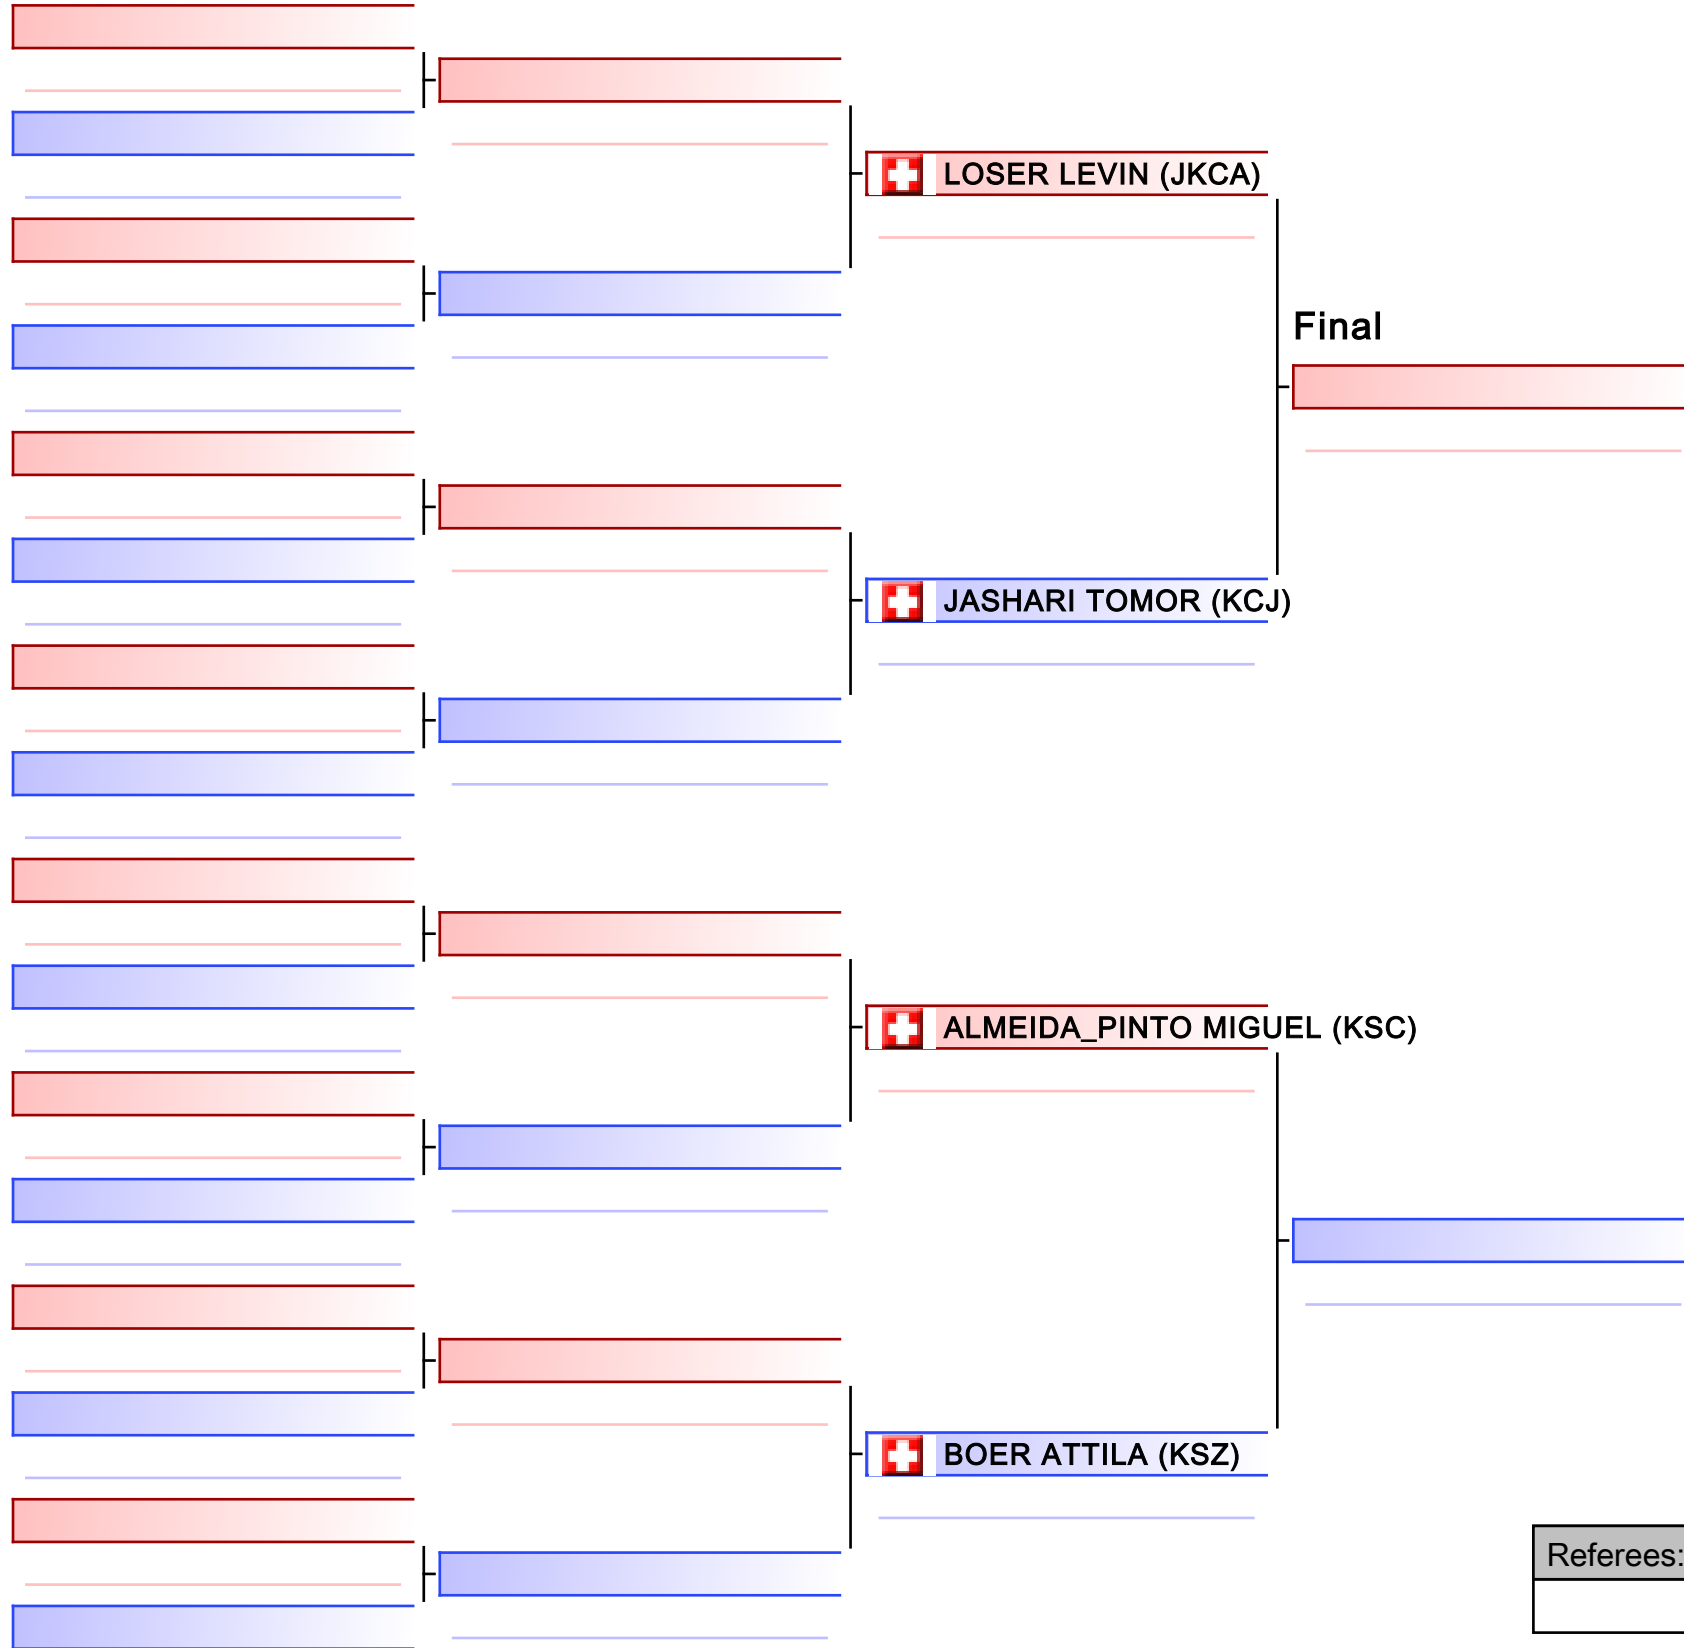 LOSER LEVIN (JKCA)
Final
JASHARI TOMOR (KCJ)
ALMEIDA_PINTO MIGUEL (KSC)
BOER ATTILA (KSZ)
Referees: